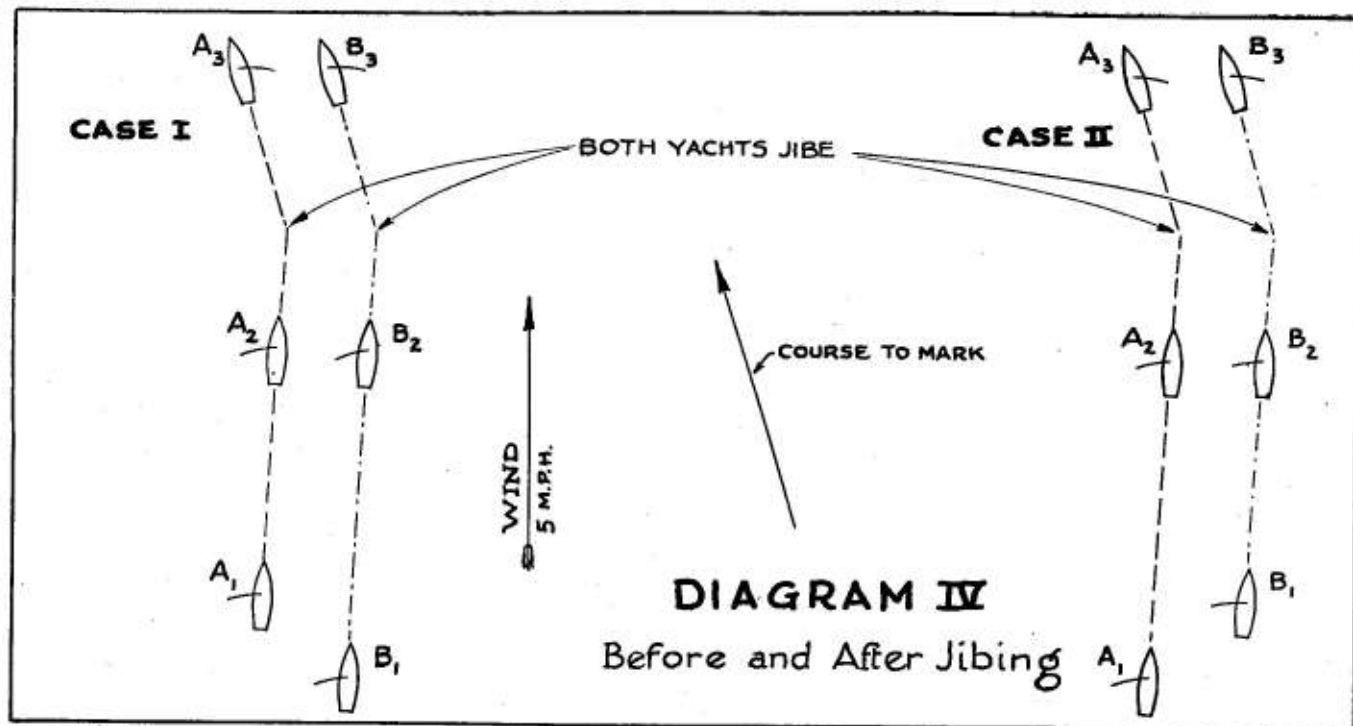 A3
B3
CASE I
BOTH YACHTS JIBE
A3
B3
CASE II
A2
B2
WIND
5 M.P.H.
COURSE TO MARK
A2
B2
A1
B1
DIAGRAM IV
Before and After Jibing
A1
B1